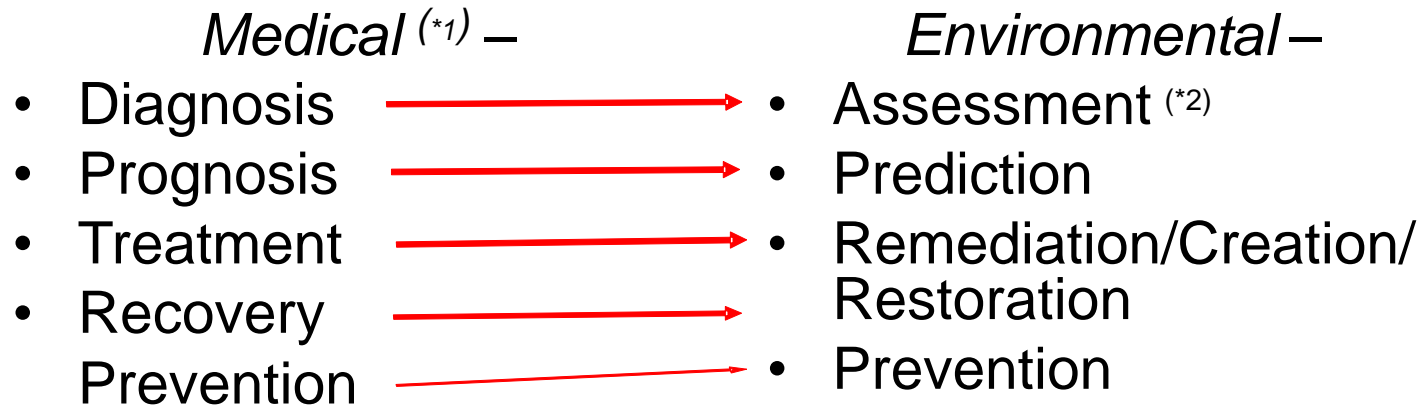 Medical (*1) –
• Diagnosis
• Prognosis
• Treatment
• Recovery
Prevention
Environmental –
• Assessment (*2)
• Prediction
• Remediation/Creation/
Restoration
• Prevention